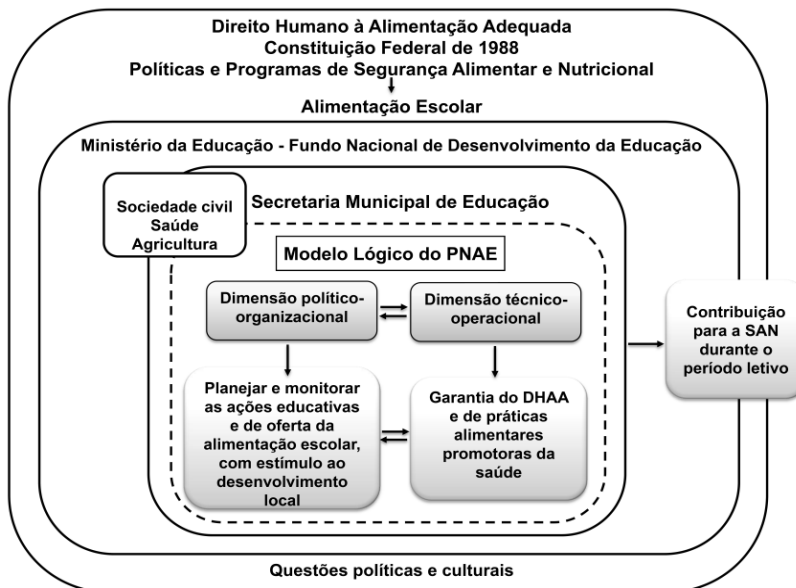 Direito Humano à Alimentação Adequada
Constituição Federal de 1988
Políticas e Programas de Segurança Alimentar e Nutricional
Alimentação Escolar
Ministério da Educação - Fundo Nacional de Desenvolvimento da Educação
Sociedade civil
Saúde
Agricultura
Secretaria Municipal de Educação
Modelo Lógico do PNAE
Dimensão político-
organizacional
Dimensão técnico-
operacional
Planejar e monitorar
as ações educativas
e de oferta da
alimentação escolar,
com estímulo ao
desenvolvimento
local
Garantia do DHAA
e de práticas
alimentares
promotoras da
saúde
Contribuição
para a SAN
durante o
período letivo
Questões políticas e culturais